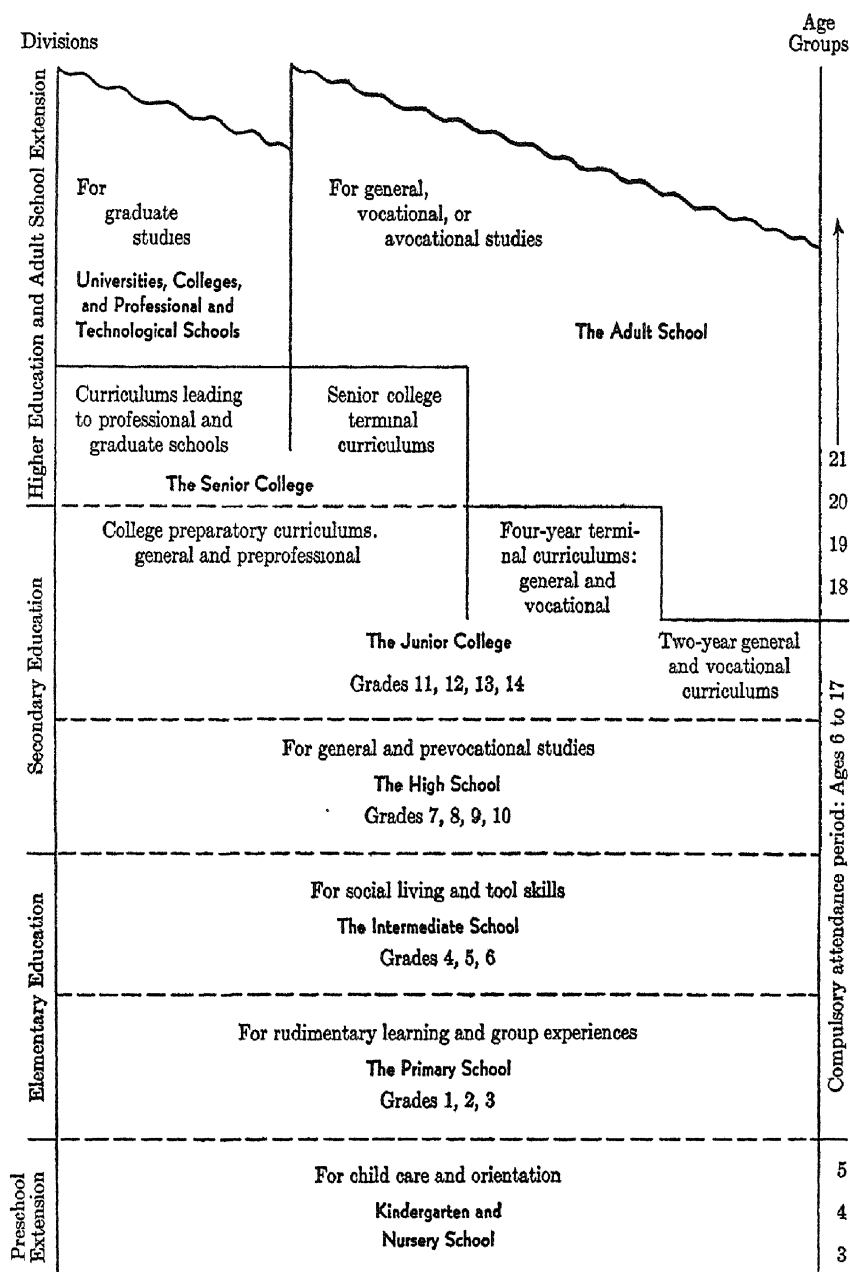 Divisions
Age
Groups
Higher Education and Adult School Extension
For
graduate
studies
Universities, Colleges,
and Professional and
Technological Schools
For general,
vocational, or
avocational studies
The Adult School
Curriculums leading
to professional and
graduate schools
Senior college
terminal
curriculums
The Senior College
21
20
19
18
Secondary Education
College preparatory curriculums.
general and preprofessional
Four-year termi-
nal curriculums:
general and
vocational
The Junior College
Grades 11, 12, 13, 14
Two-year general
and vocational
curriculums
Compulsory attendance period: Ages 6 to 17
For general and prevocational studies
The High School
Grades 7, 8, 9, 10
Elementary Education
For social living and tool skills
The Intermediate School
Grades 4, 5, 6
For rudimentary learning and group experiences
The Primary School
Grades 1, 2, 3
Preschool
Extension
For child care and orientation
Kindergarten and
Nursery School
5
4
3